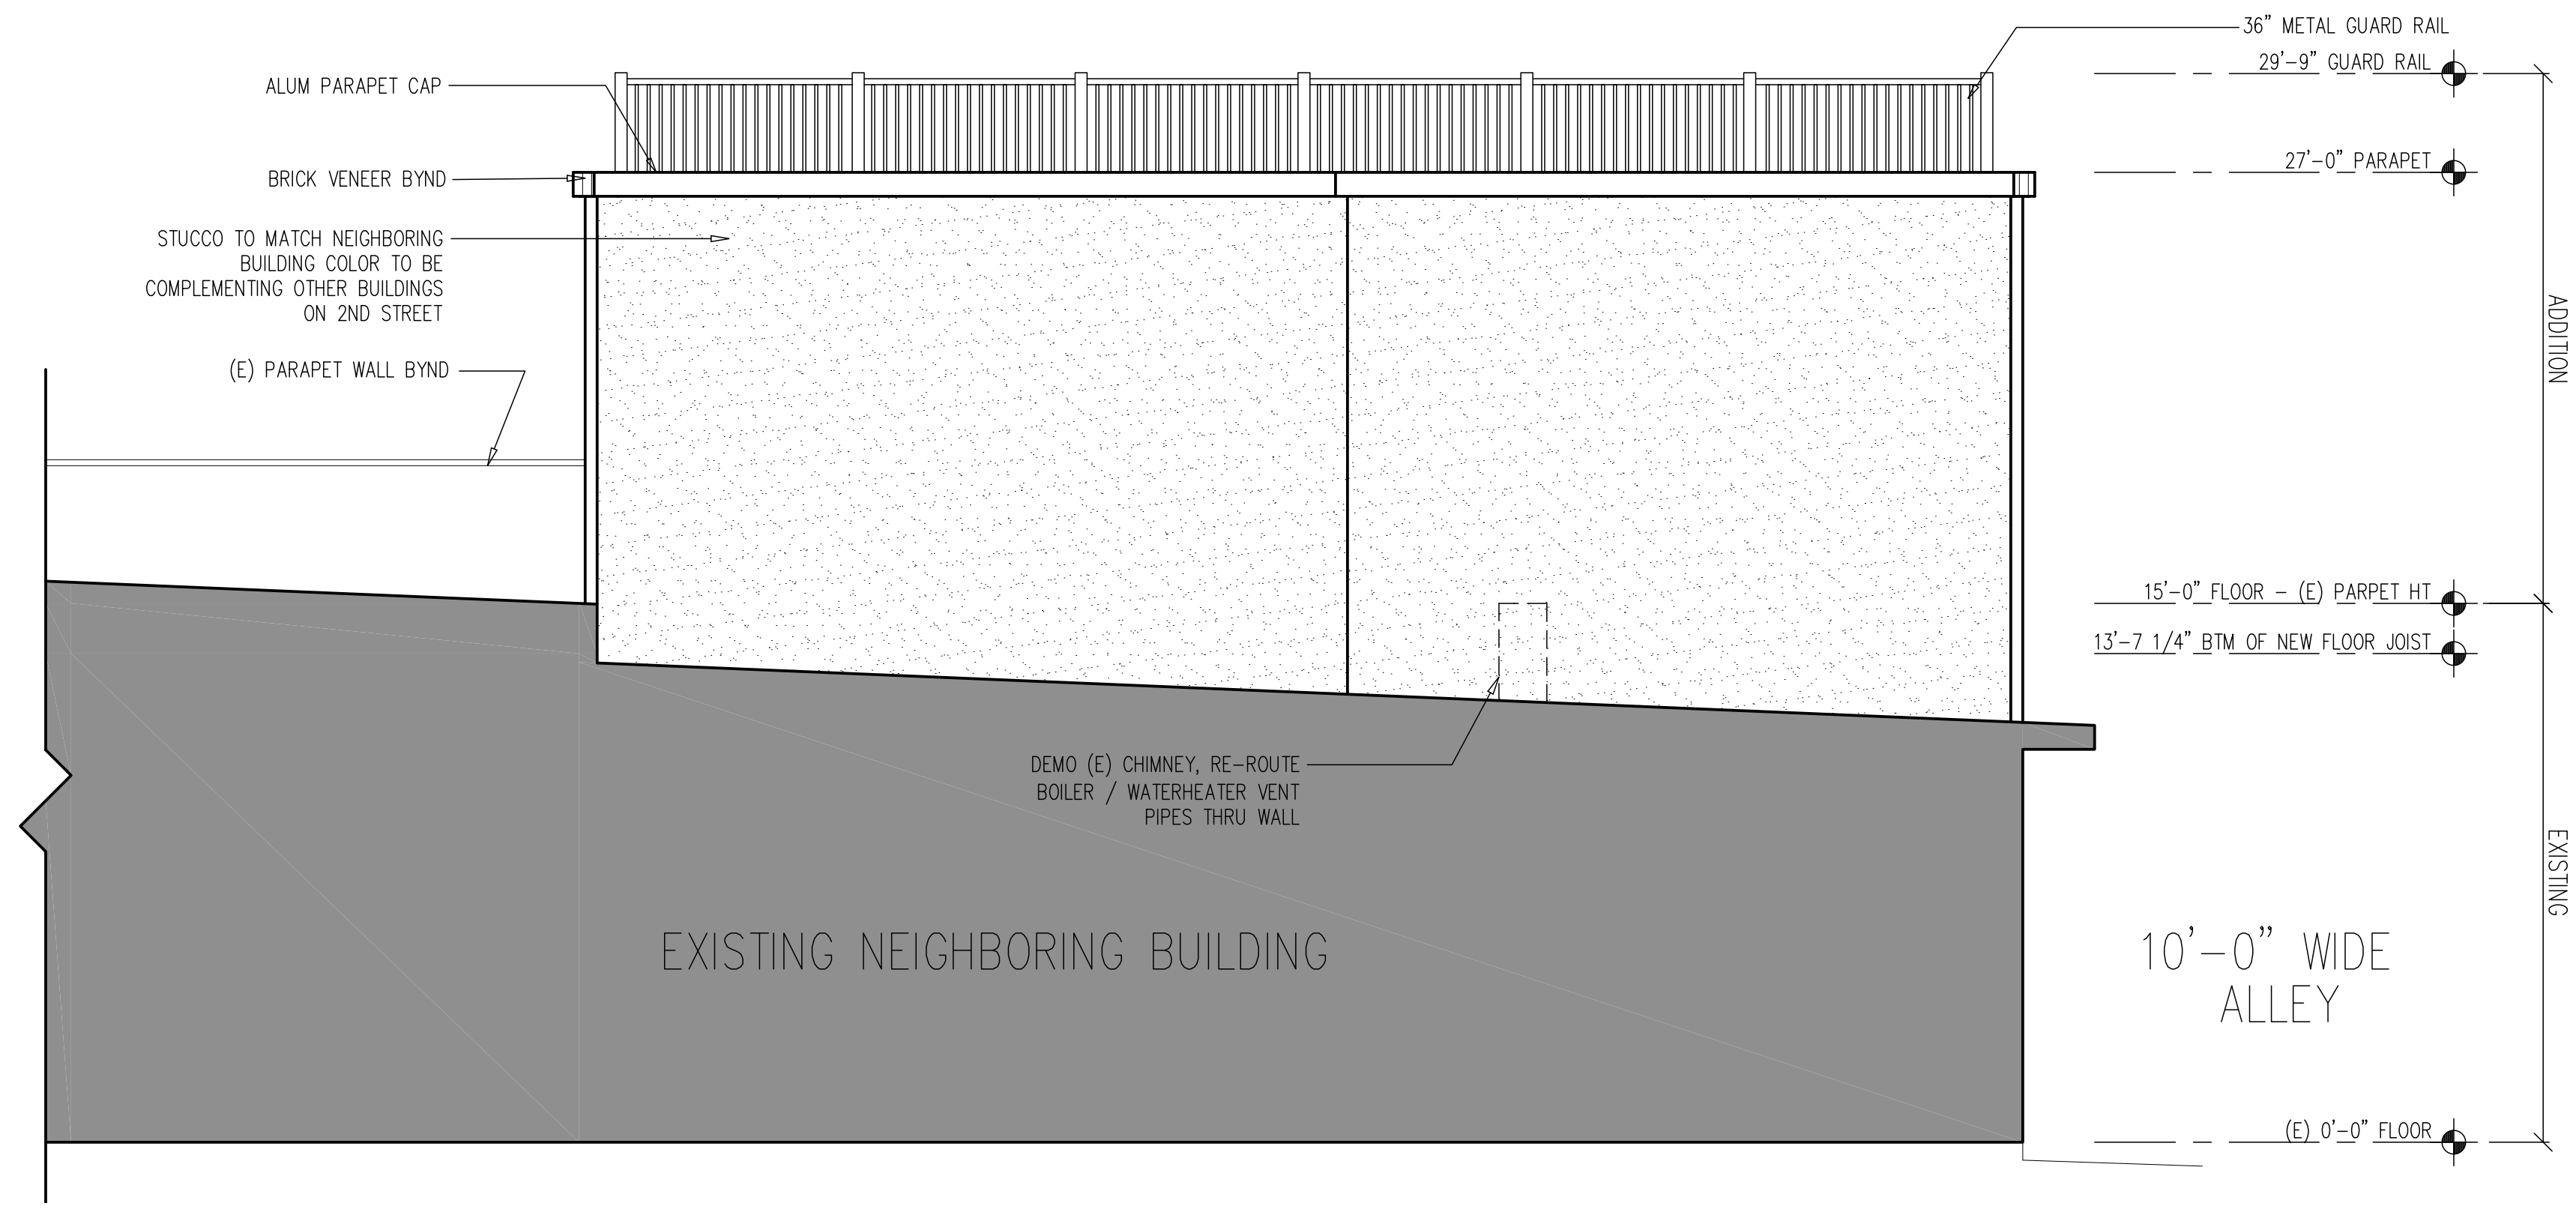 36" METAL GUARD RAIL
29'-9" GUARD RAIL
ALUM PARAPET CAP
27'-0" PARAPET
BRICK VENEER BYND
STUCCO TO MATCH NEIGHBORING
BUILDING COLOR TO BE
COMPLEMENTING OTHER BUILDINGS
ON 2ND STREET
ADDITION
(E) PARAPET WALL BYND
15'-0" FLOOR - (E) PARPET HT
13'-7 1/4" BTM OF NEW FLOOR JOIST
DEMO (E) CHIMNEY, RE-ROUTE
BOILER / WATERHEATER VENT
PIPES THRU WALL
EXISTING
EXISTING NEIGHBORING BUILDING
10'-0" WIDE
ALLEY
(E) 0'-0" FLOOR